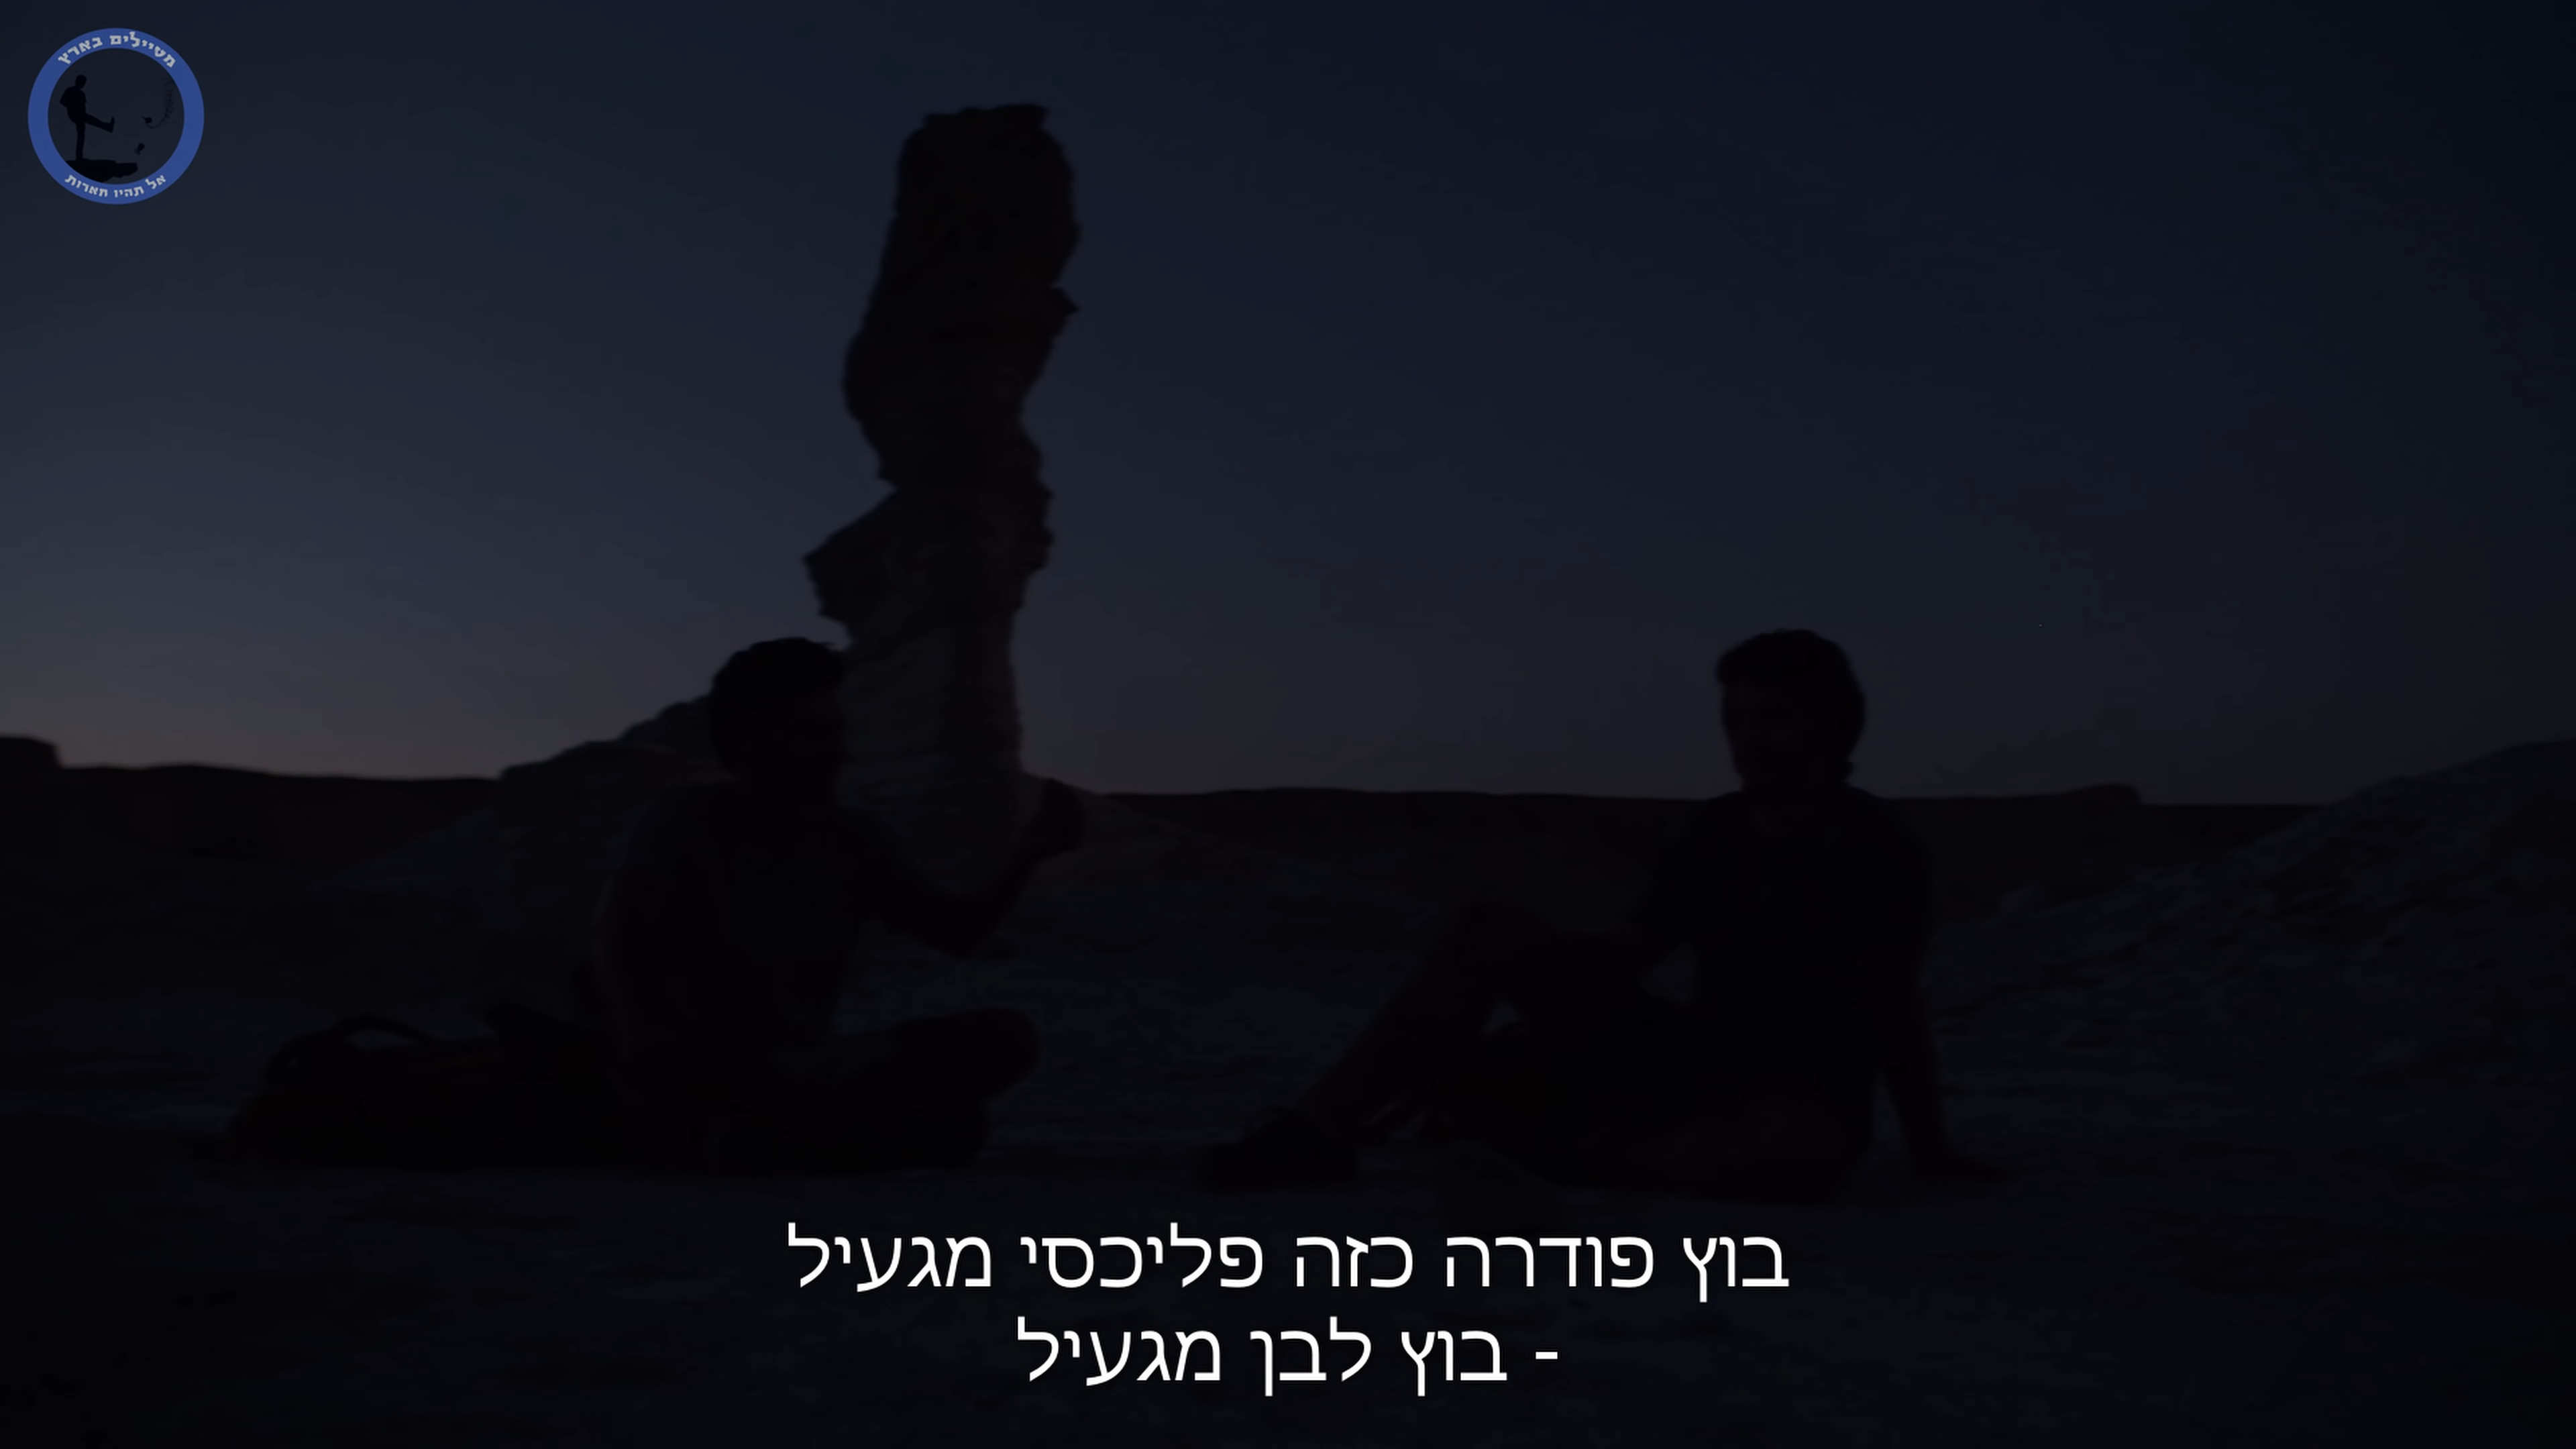 מטיילים בארץ
אל תהיו חארות
בוץ פודרה כזה פליכסי מגעיל
- בוץ לבן מגעיל